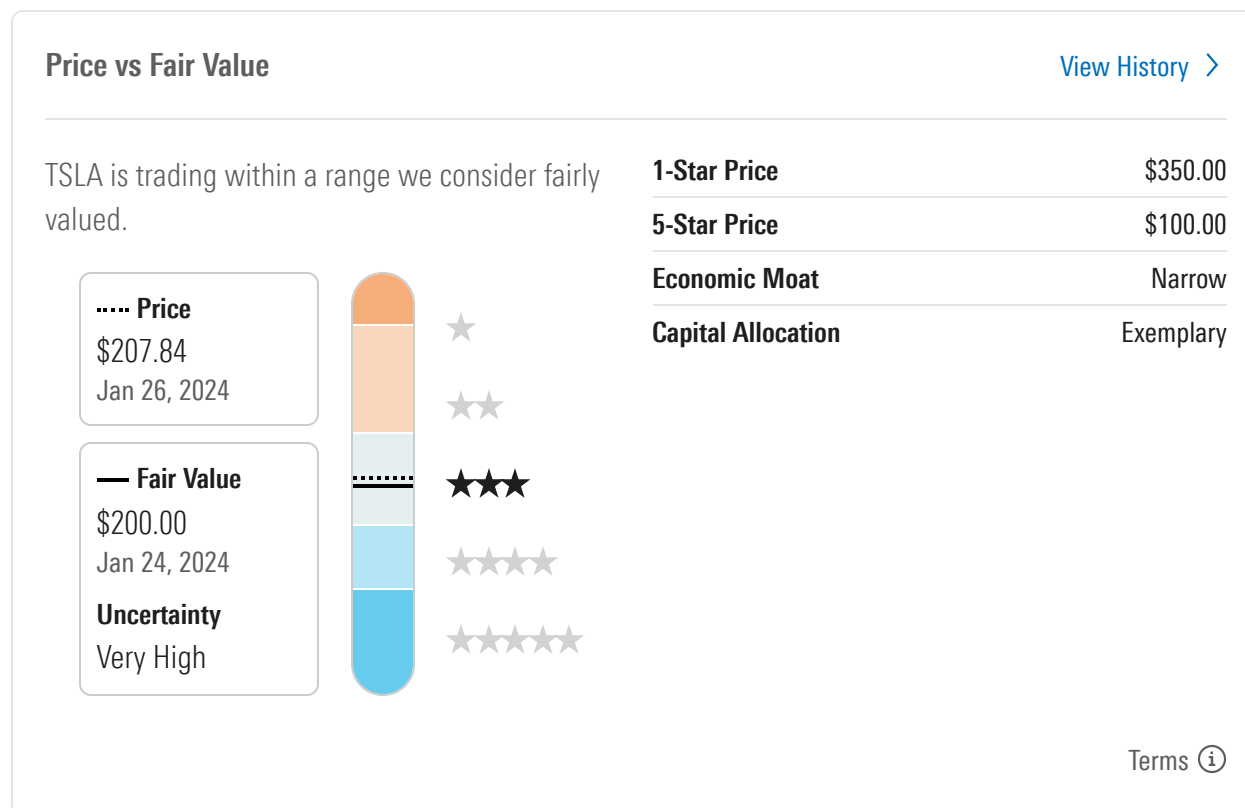 Price vs Fair Value
View History
TSLA is trading within a range we consider fairly
valued.
Price
$207.84
Jan 26, 2024
Fair Value
$200.00
Jan 24, 2024
Uncertainty
Very High
1-Star Price $350.00
5-Star Price $100.00
Economic Moat Narrow
Capital Allocation Exemplary
Terms